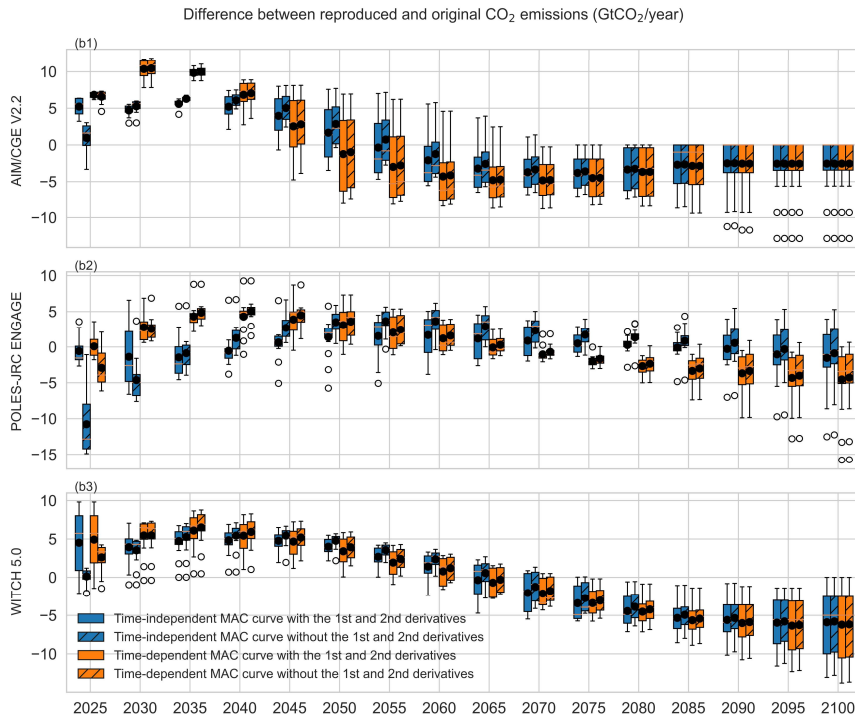 Difference between reproduced and original CO₂ emissions (GtCO₂/year)
(b1)
AIM/CGE V2.2
10
5
0
−5
−10
(b2)
POLES-JRC ENGAGE
10
5
0
−5
−10
−15
(b3)
WITCH 5.0
10
5
0
−5
−10
Time-independent MAC curve with the 1st and 2nd derivatives
Time-independent MAC curve without the 1st and 2nd derivatives
Time-dependent MAC curve with the 1st and 2nd derivatives
Time-dependent MAC curve without the 1st and 2nd derivatives
2025 2030 2035 2040 2045 2050 2055 2060 2065 2070 2075 2080 2085 2090 2095 2100